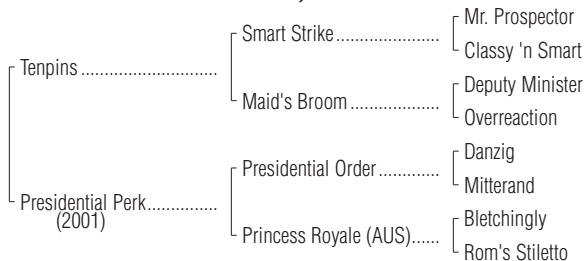 Mr. Prospector
Smart Strike
Classy 'n Smart
Tenpins
Deputy Minister
Maid's Broom
Overreaction
Danzig
Presidential Order
Mitterand
Presidential Perk
(2001)
Bletchingly
Princess Royale (AUS)
Rom's Stiletto